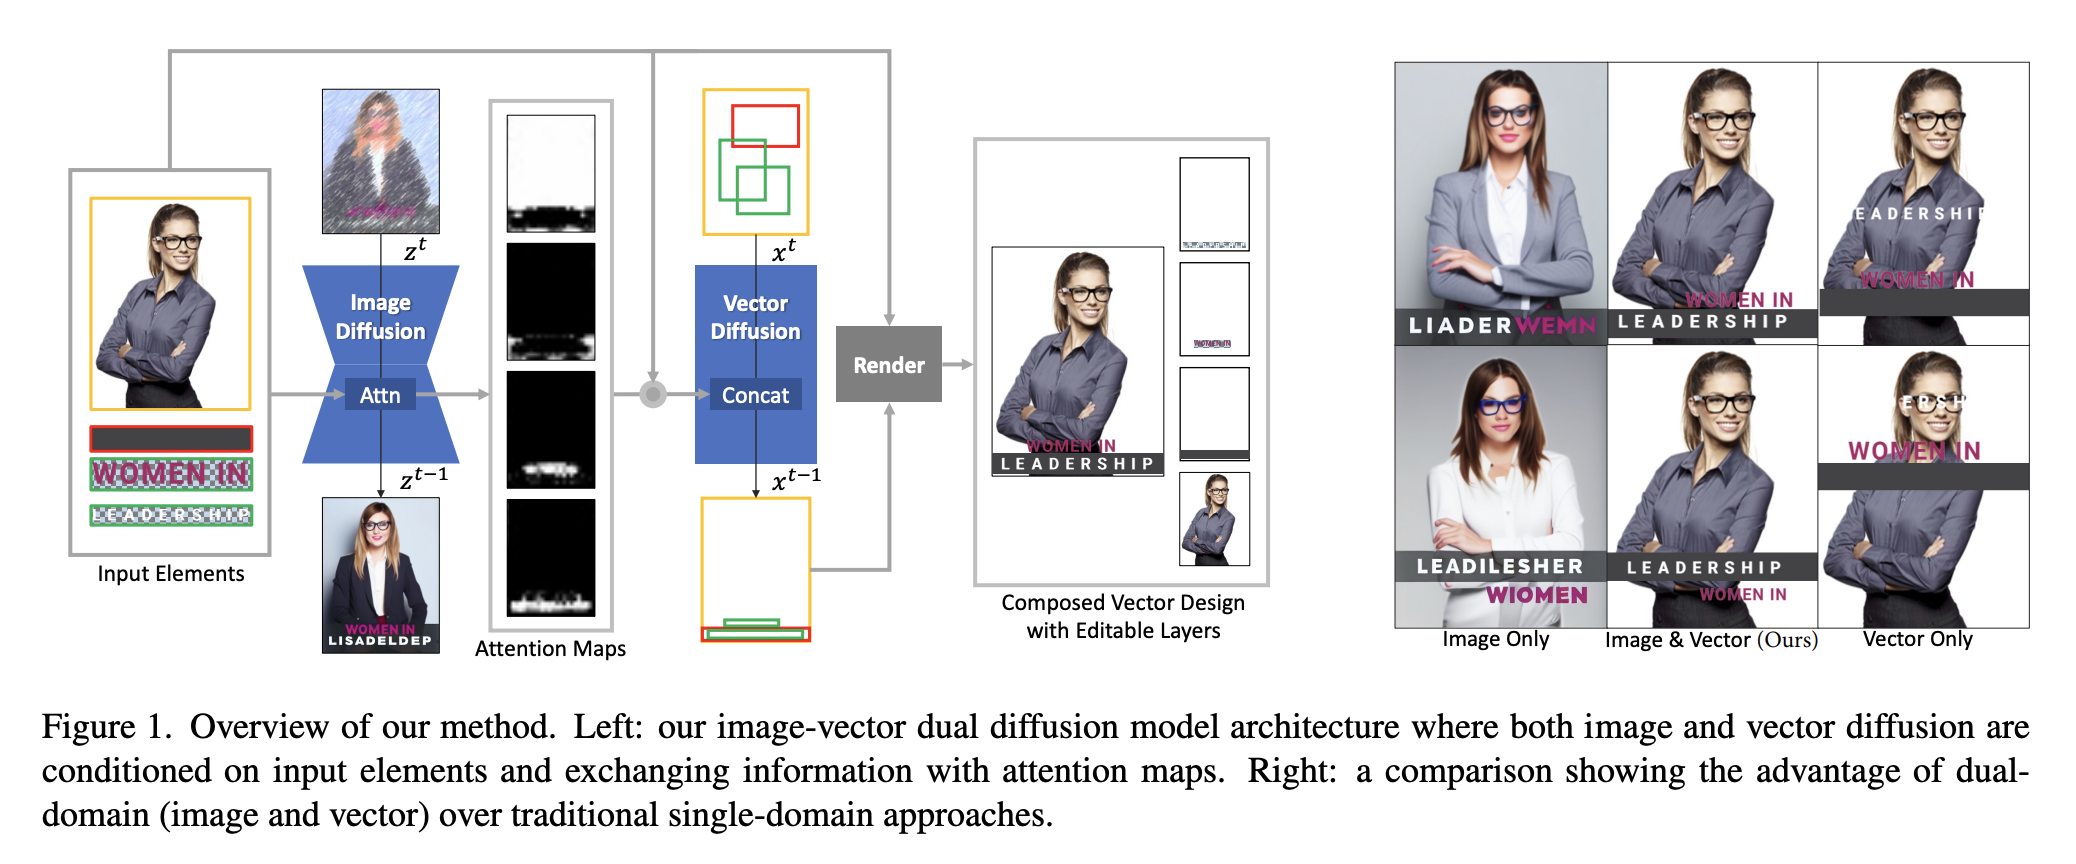 WOMEN IN
LEADERSHIP
Input Elements
z^t
Image
Diffusion
Attn
z^{t-1}
WOMEN IN
LISADELDEP
Attention Maps
x^t
Vector
Diffusion
Concat
x^{t-1}
Render
WOMEN IN
LEADERSHIP
WOMEN IN
Composed Vector Design
with Editable Layers
LIADERWEMN
WOMEN IN
LEADERSHIP
EADERSHIP
WOMEN IN
LEADILESHER
WIOMEN
LEADERSHIP
WOMEN IN
ERSH
WOMEN IN
Image Only
Image & Vector (Ours)
Vector Only
Figure 1. Overview of our method. Left: our image-vector dual diffusion model architecture where both image and vector diffusion are
conditioned on input elements and exchanging information with attention maps. Right: a comparison showing the advantage of dual-
domain (image and vector) over traditional single-domain approaches.